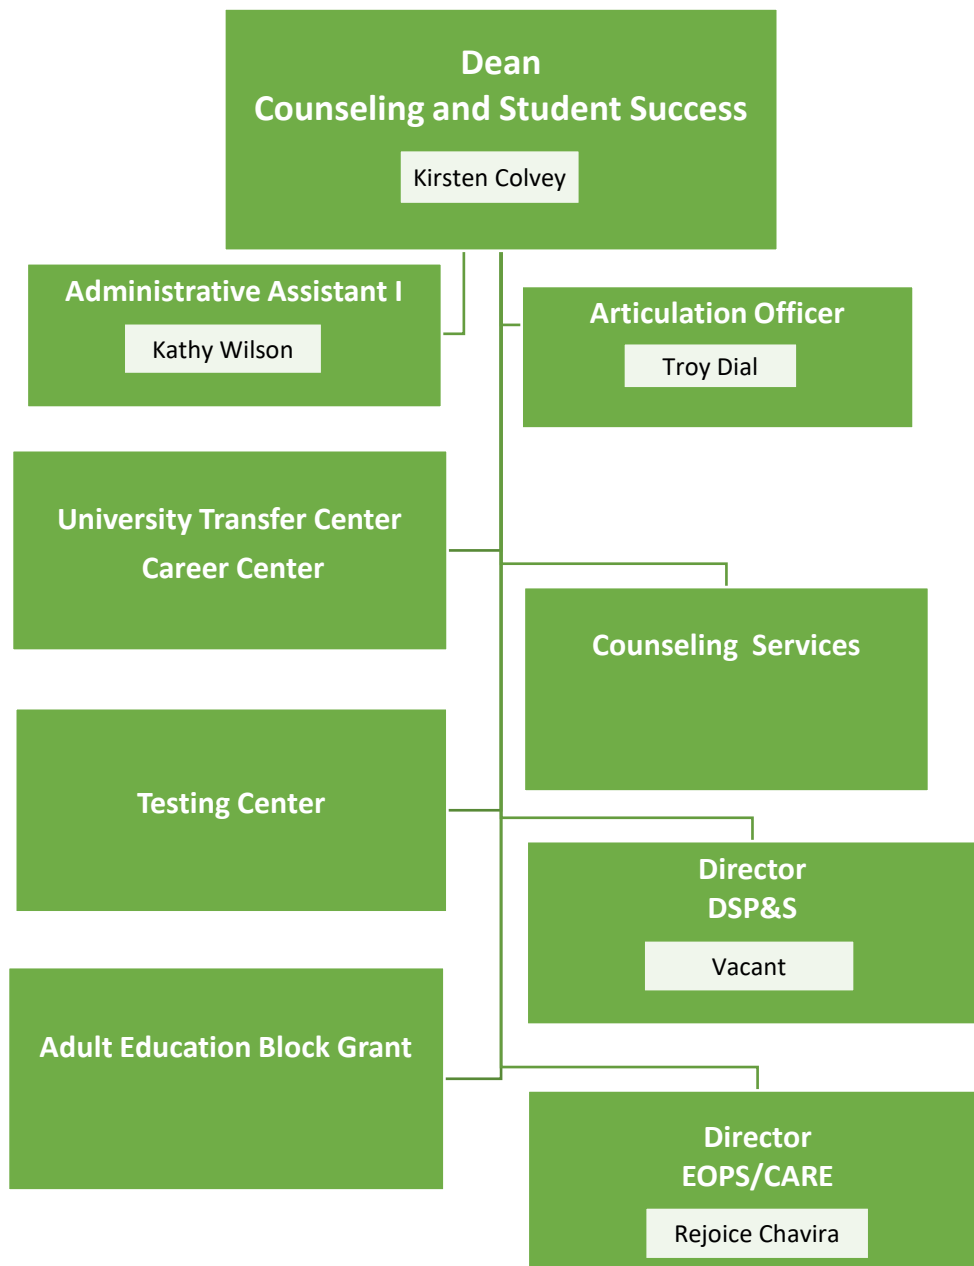 Dean
Counseling and Student Success
Kirsten Colvey
Administrative Assistant I
Kathy Wilson
Articulation Officer
Troy Dial
University Transfer Center
Career Center
Counseling Services
Testing Center
Director
DSP&S
Vacant
Adult Education Block Grant
Director
EOPS/CARE
Rejoice Chavira